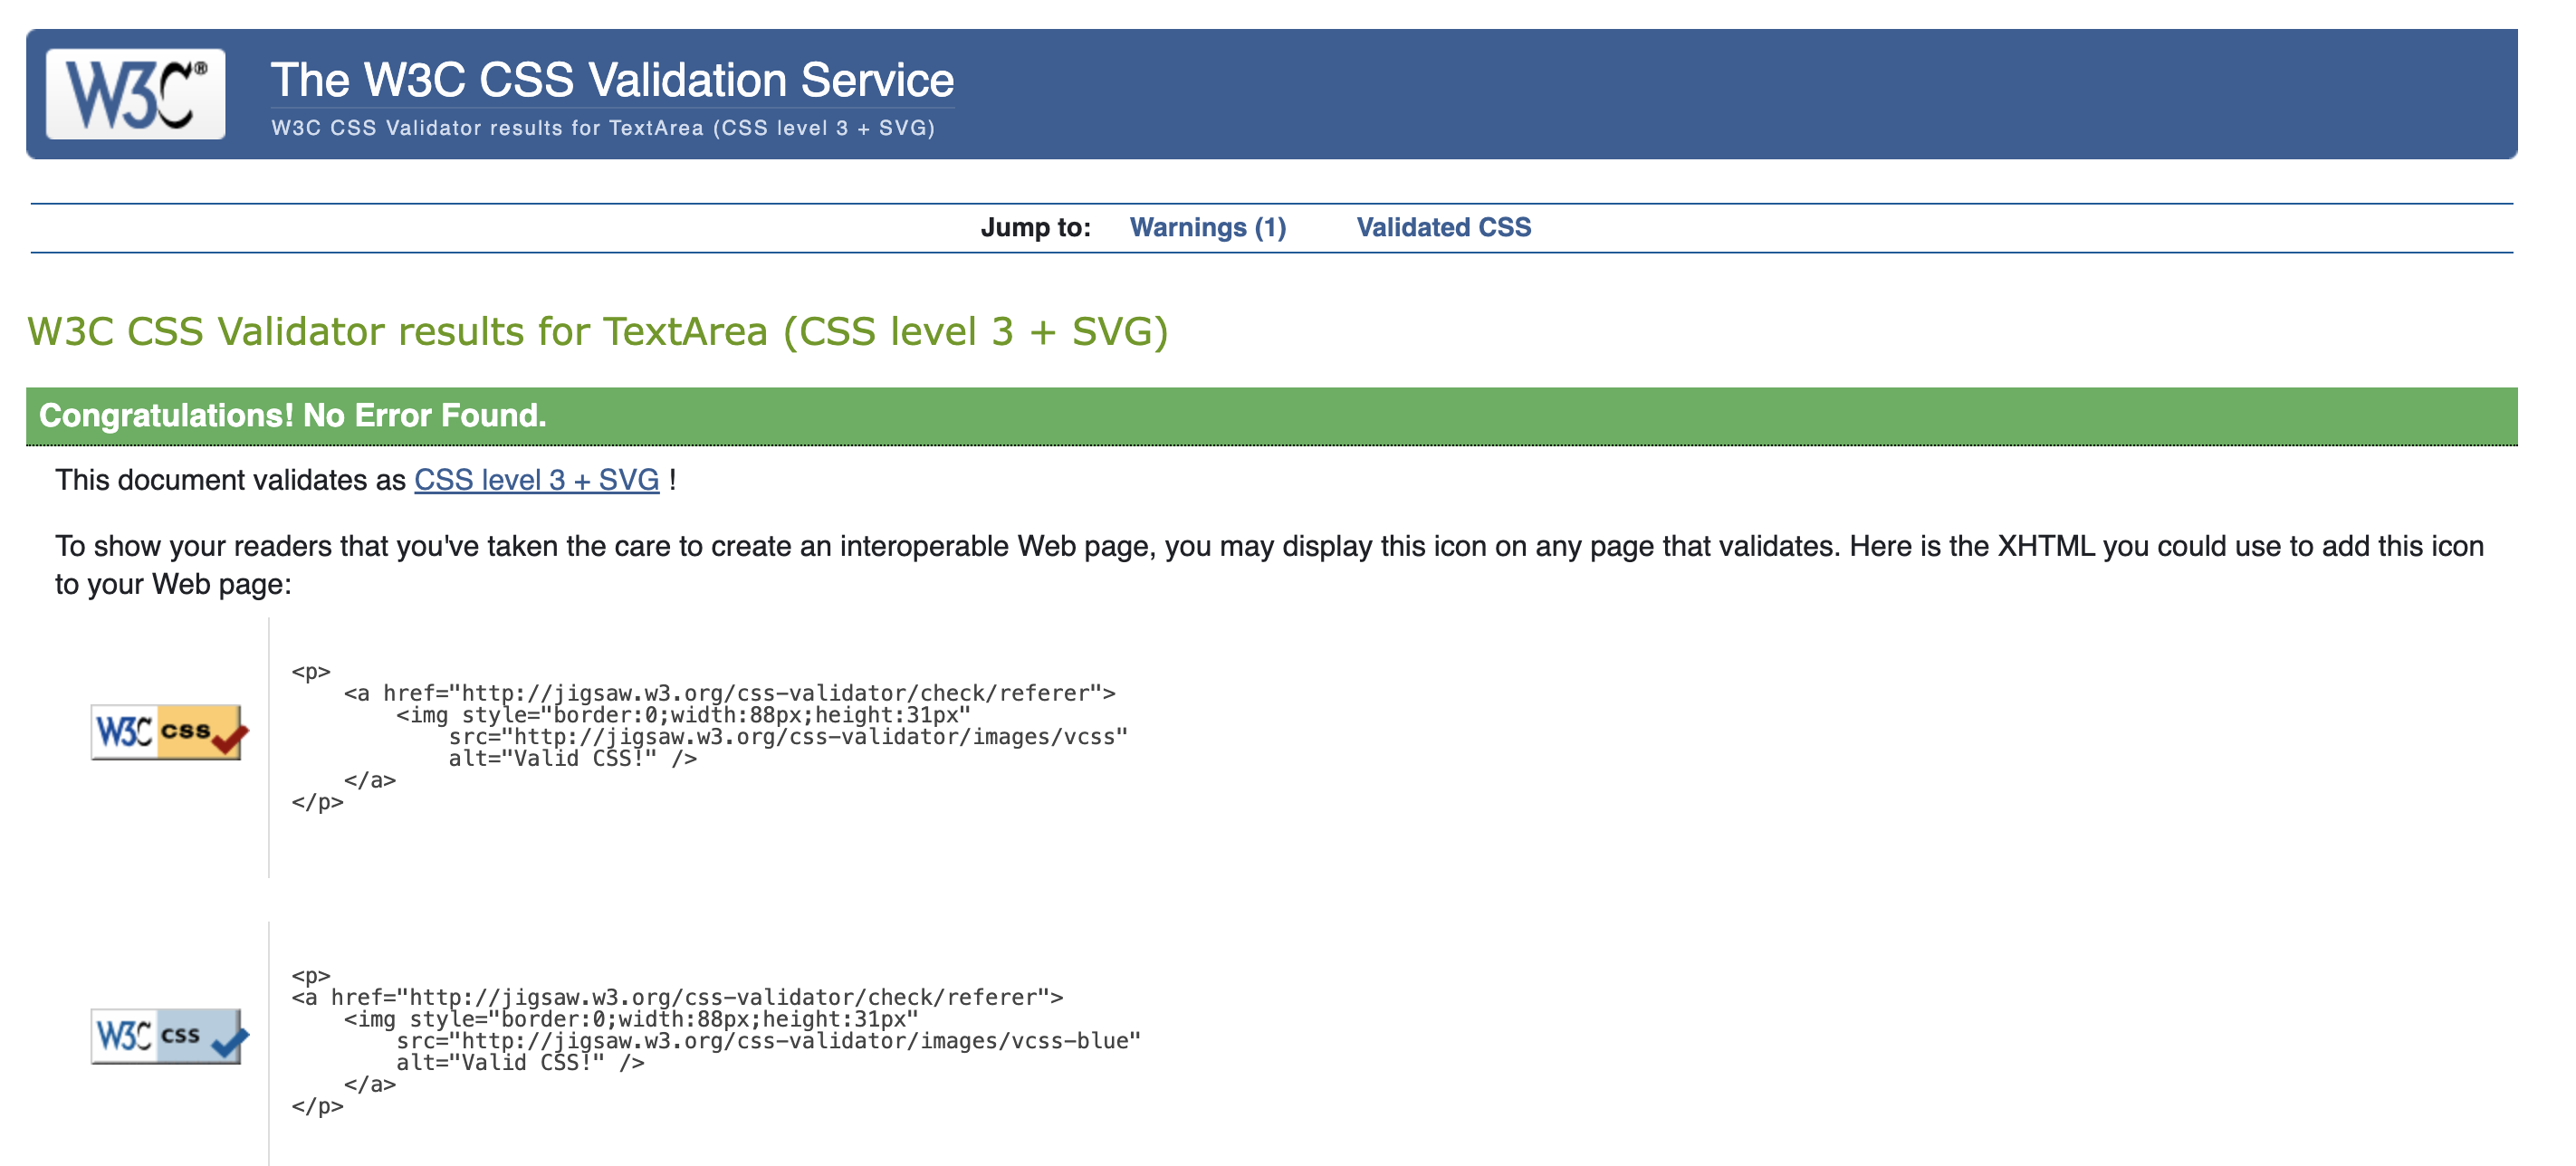 W3C®
The W3C CSS Validation Service
W3C CSS Validator results for TextArea (CSS level 3 + SVG)
Jump to: Warnings (1) Validated CSS
W3C CSS Validator results for TextArea (CSS level 3 + SVG)
Congratulations! No Error Found.
This document validates as CSS level 3 + SVG !
To show your readers that you've taken the care to create an interoperable Web page, you may display this icon on any page that validates. Here is the XHTML you could use to add this icon
to your Web page:
W3C css
<p>
    <a href="http://jigsaw.w3.org/css-validator/check/referer">
        <img style="border:0;width:88px;height:31px"
            src="http://jigsaw.w3.org/css-validator/images/vcss"
            alt="Valid CSS!" />
    </a>
</p>
W3C css
<p>
<a href="http://jigsaw.w3.org/css-validator/check/referer">
    <img style="border:0;width:88px;height:31px"
        src="http://jigsaw.w3.org/css-validator/images/vcss-blue"
        alt="Valid CSS!" />
    </a>
</p>